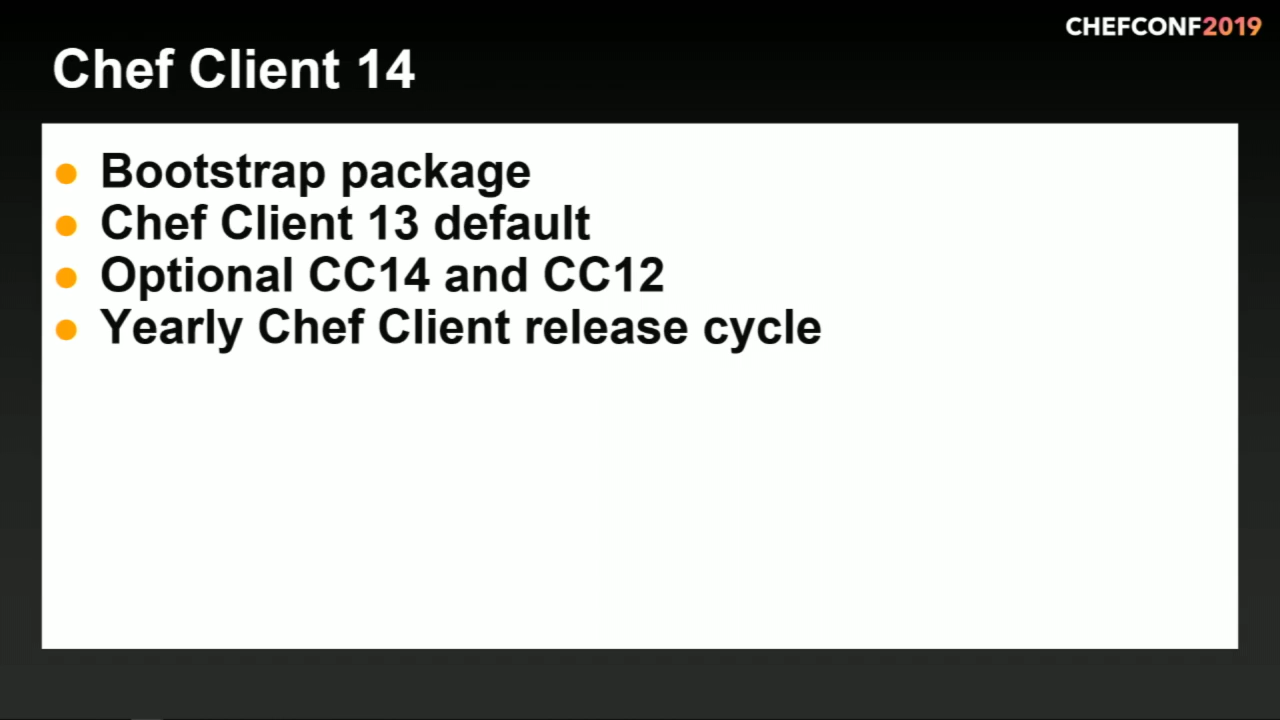 CHEFCONF2019
Chef Client 14
● Bootstrap package
● Chef Client 13 default
● Optional CC14 and CC12
● Yearly Chef Client release cycle